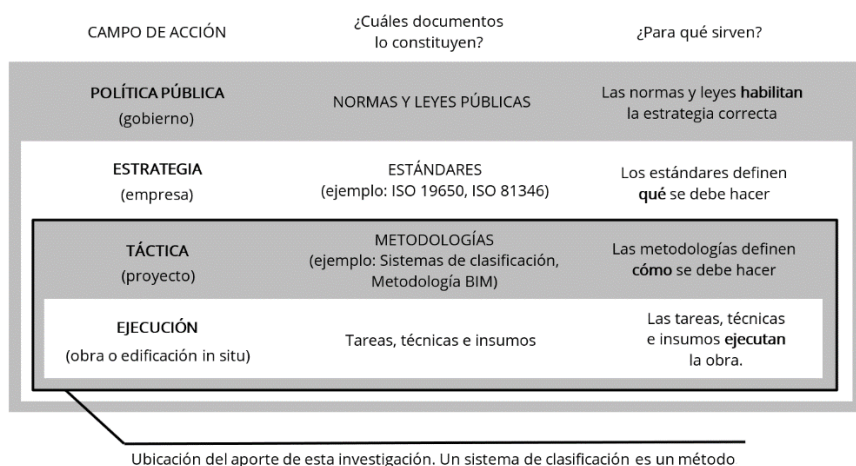 CAMPO DE ACCIÓN
¿Cuáles documentos
lo constituyen?
¿Para qué sirven?
POLÍTICA PÚBLICA
(gobierno)
NORMAS Y LEYES PÚBLICAS
Las normas y leyes habilitan
la estrategia correcta
ESTRATEGIA
(empresa)
ESTÁNDARES
(ejemplo: ISO 19650, ISO 81346)
Los estándares definen
qué se debe hacer
TÁCTICA
(proyecto)
METODOLOGÍAS
(ejemplo: Sistemas de clasificación,
Metodología BIM)
Las metodologías definen
cómo se debe hacer
EJECUCIÓN
(obra o edificación in situ)
Tareas, técnicas e insumos
Las tareas, técnicas
e insumos ejecutan
la obra.
Ubicación del aporte de esta investigación. Un sistema de clasificación es un método